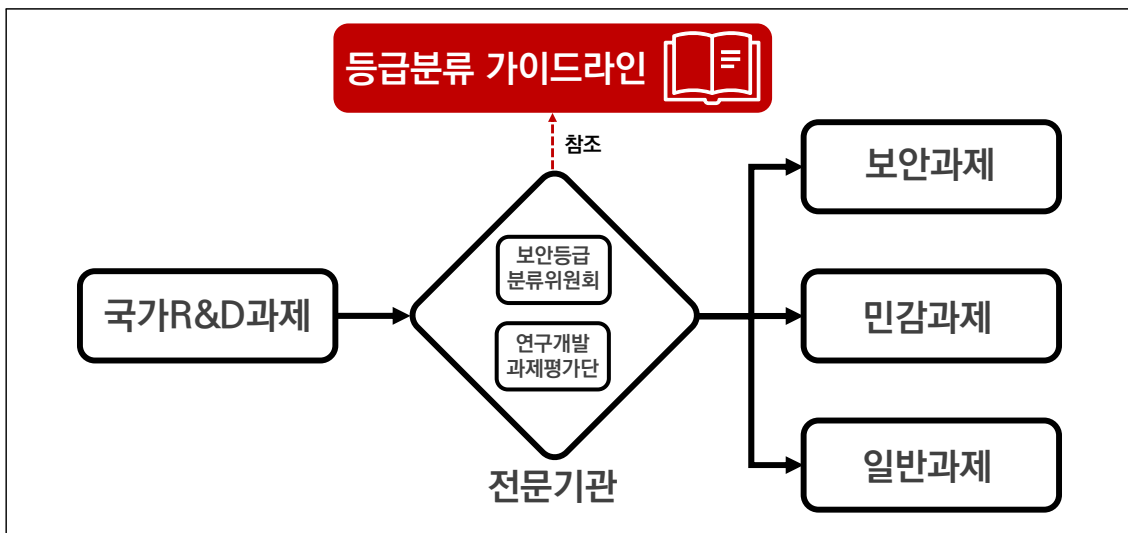 등급분류 가이드라인
참조
보안과제
보안등급
분류위원회
국가R&D과제
민감과제
연구개발
과제평가단
일반과제
전문기관